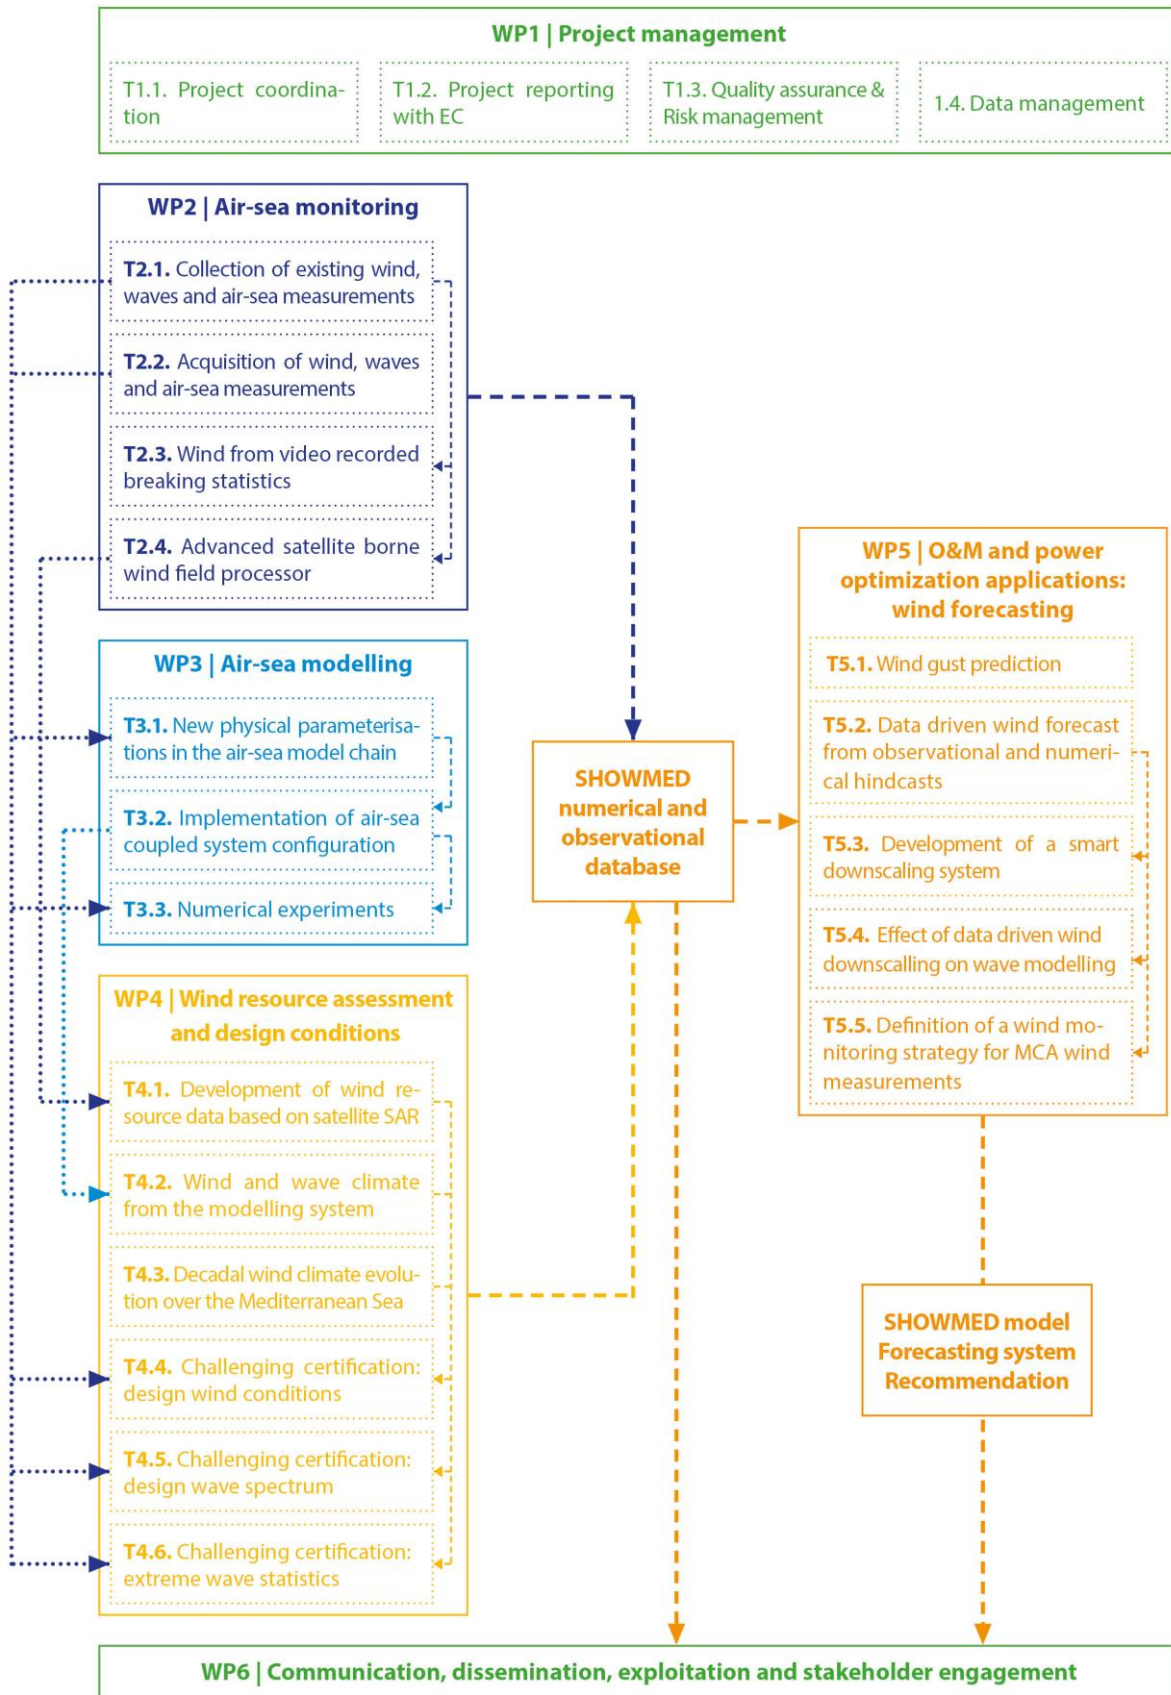 WP1 | Project management
T1.1. Project coordina-
tion
T1.2. Project reporting
with EC
T1.3. Quality assurance &
Risk management
1.4. Data management
WP2 | Air-sea monitoring
T2.1. Collection of existing wind,
waves and air-sea measurements
T2.2. Acquisition of wind, waves
and air-sea measurements
T2.3. Wind from video recorded
breaking statistics
T2.4. Advanced satellite borne
wind field processor
WP3 | Air-sea modelling
T3.1. New physical parameterisa-
tions in the air-sea model chain
T3.2. Implementation of air-sea
coupled system configuration
T3.3. Numerical experiments
WP4 | Wind resource assessment
and design conditions
T4.1. Development of wind re-
source data based on satellite SAR
T4.2. Wind and wave climate
from the modelling system
T4.3. Decadal wind climate evolu-
tion over the Mediterranean Sea
T4.4. Challenging certification:
design wind conditions
T4.5. Challenging certification:
design wave spectrum
T4.6. Challenging certification:
extreme wave statistics
SHOWMED
numerical and
observational
database
WP5 | O&M and power
optimization applications:
wind forecasting
T5.1. Wind gust prediction
T5.2. Data driven wind forecast
from observational and numer-
ical hindcasts
T5.3. Development of a smart
downscaling system
T5.4. Effect of data driven wind
downscalling on wave modelling
T5.5. Definition of a wind mo-
nitoring strategy for MCA wind
measurements
SHOWMED model
Forecasting system
Recommendation
WP6 | Communication, dissemination, exploitation and stakeholder engagement